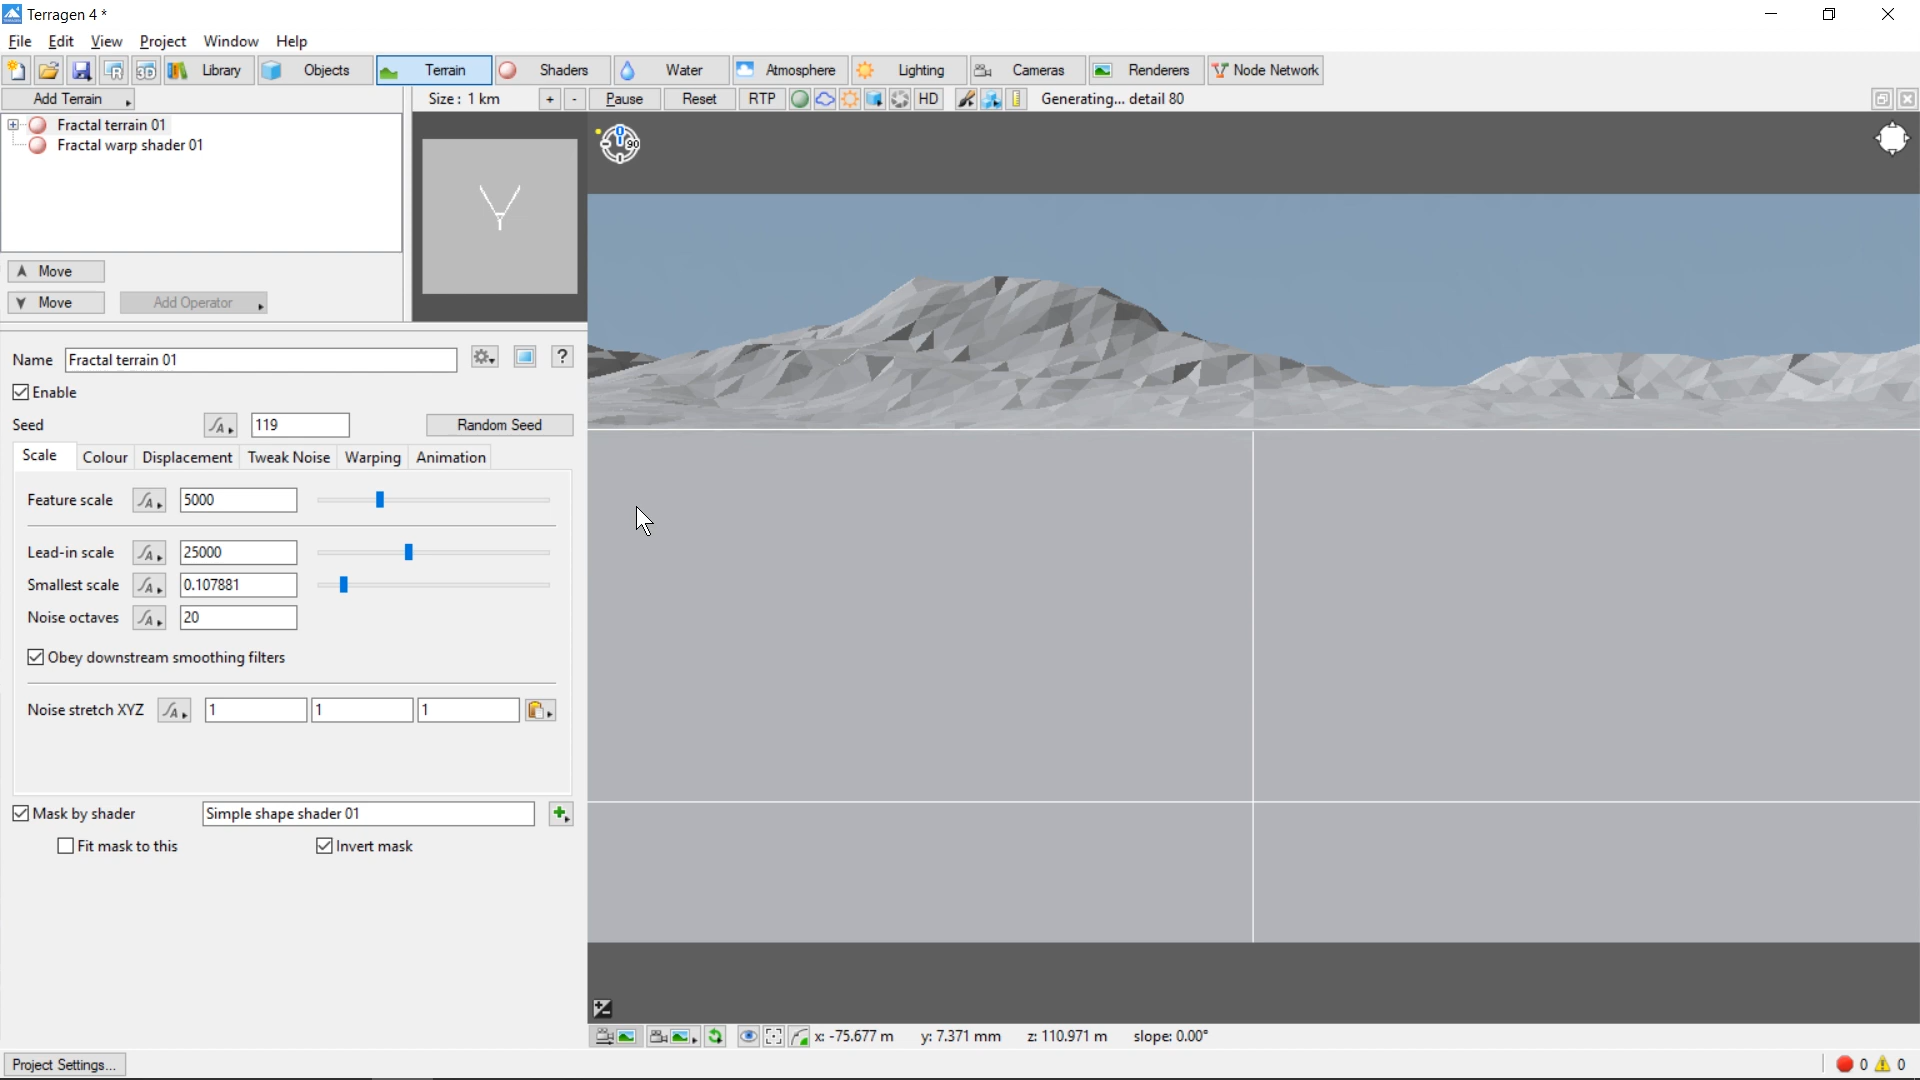 Terragen 4 *
File Edit View Project Window Help
Library Objects Terrain Shaders Water Atmosphere Lighting Cameras Renderers Node Network
Add Terrain
Size : 1 km + - Pause Reset RTP HD Generating... detail 80
Fractal terrain 01
Fractal warp shader 01
Move
Move Add Operator
Name Fractal terrain 01 ?
Enable
Seed 119 Random Seed
Scale Colour Displacement Tweak Noise Warping Animation
Feature scale 5000
Lead-in scale 25000
Smallest scale 0.107881
Noise octaves 20
Obey downstream smoothing filters
Noise stretch XYZ 1 1 1
Mask by shader Simple shape shader 01
Fit mask to this Invert mask
x: -75.677 m y: 7.371 mm z: 110.971 m slope: 0.00°
Project Settings... 0 0